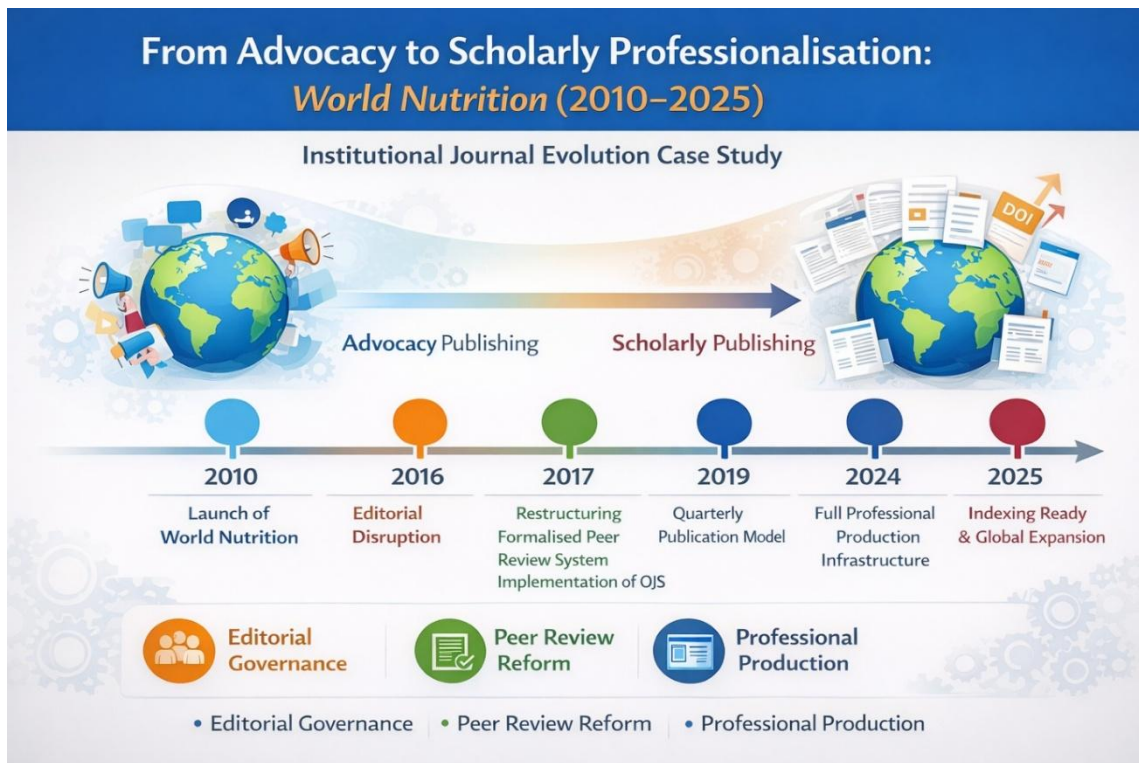 From Advocacy to Scholarly Professionalisation:
World Nutrition (2010–2025)
Institutional Journal Evolution Case Study
DOI
Advocacy Publishing
Scholarly Publishing
2010
Launch of
World Nutrition
2016
Editorial
Disruption
2017
Restructuring
Formalised Peer
Review System
Implementation of OJS
2019
Quarterly
Publication Model
2024
Full Professional
Production
Infrastructure
2025
Indexing Ready
& Global Expansion
Editorial
Governance
Peer Review
Reform
Professional
Production
• Editorial Governance
• Peer Review Reform
• Professional Production